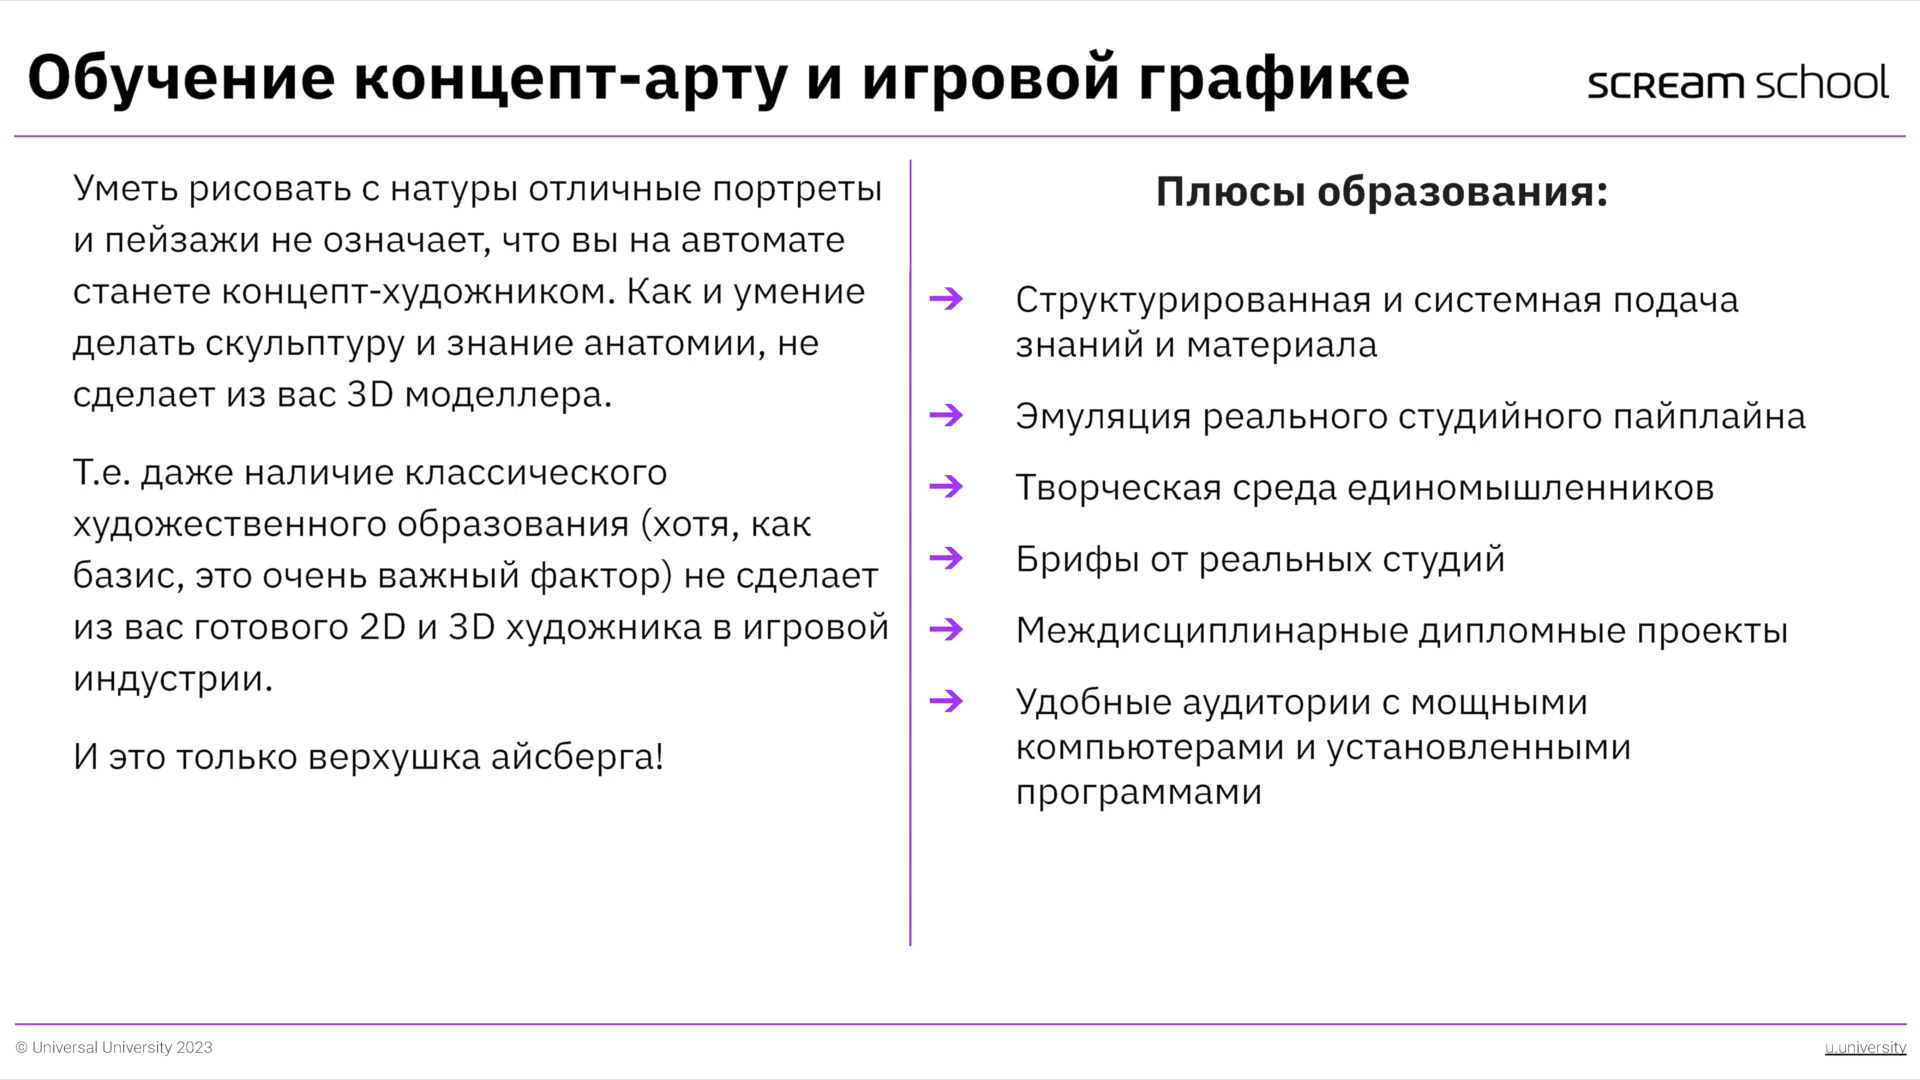 Обучение концепт-арту и игровой графике
SCREAM SCHOOL
Уметь рисовать с натуры отличные портреты
и пейзажи не означает, что вы на автомате
станете концепт-художником. Как и умение
делать скульптуру и знание анатомии, не
сделает из вас 3D моделлера.
Т.е. даже наличие классического
художественного образования (хотя, как
базис, это очень важный фактор) не сделает
из вас готового 2D и 3D художника в игровой
индустрии.
И это только верхушка айсберга!
Плюсы образования:
➔ Структурированная и системная подача
знаний и материала
➔ Эмуляция реального студийного пайплайна
➔ Творческая среда единомышленников
➔ Брифы от реальных студий
➔ Междисциплинарные дипломные проекты
➔ Удобные аудитории с мощными
компьютерами и установленными
программами
© Universal University 2023
u.university